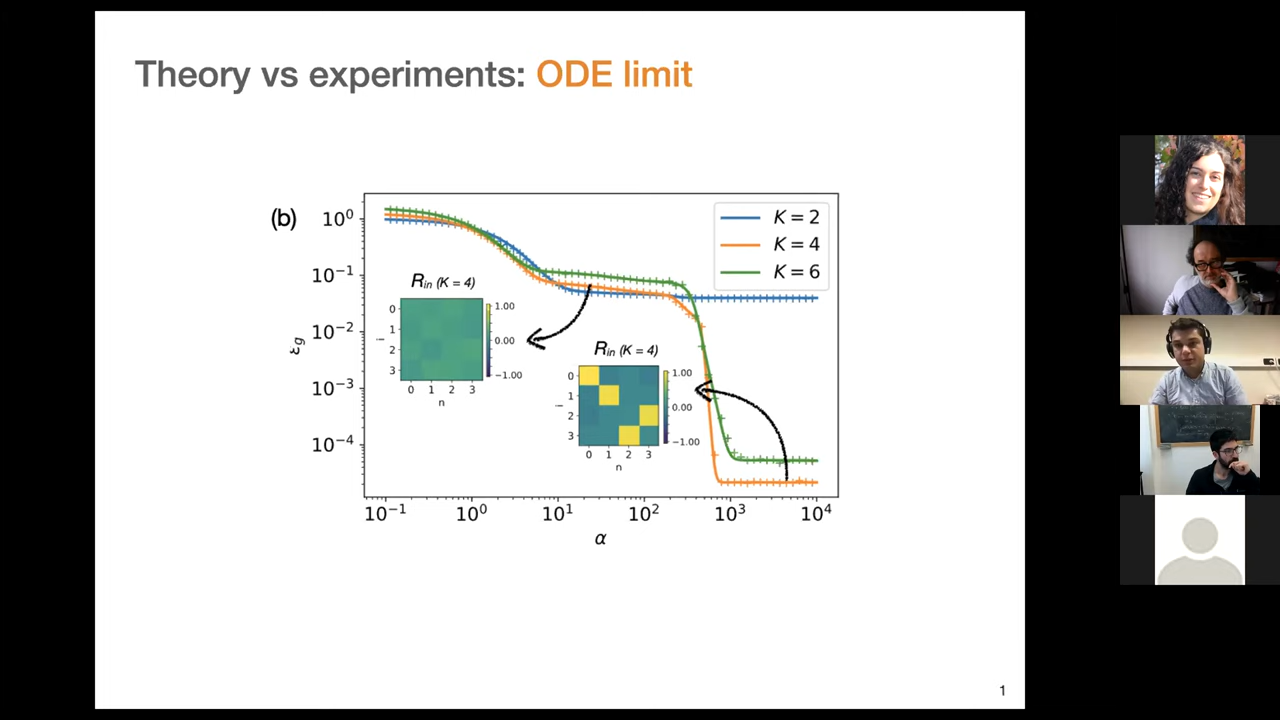 Theory vs experiments: ODE limit
(b)
10⁰
10⁻¹
10⁻²
10⁻³
10⁻⁴
εg
K = 2
K = 4
K = 6
Rin (K = 4)
0
1
2
3
i
0 1 2 3
n
1.00
0.00
−1.00
Rin (K = 4)
0
1
2
3
i
0 1 2 3
n
1.00
0.00
−1.00
10⁻¹ 10⁰ 10¹ 10² 10³ 10⁴
α
1